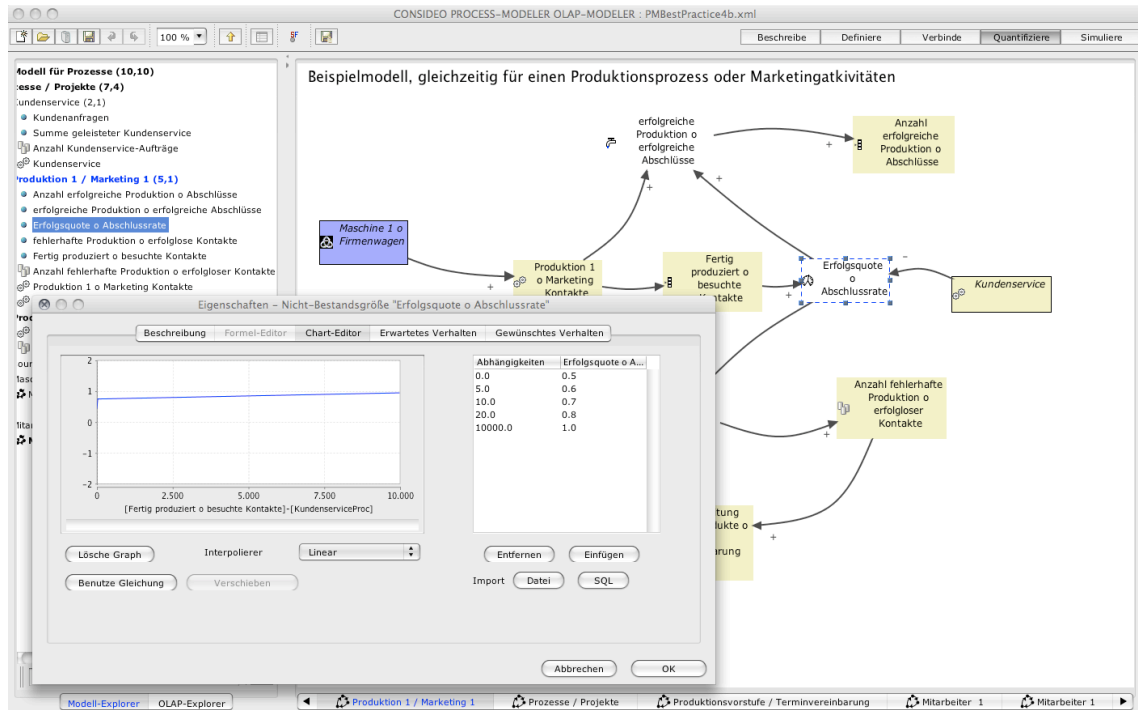 CONSIDEO PROCESS-MODELER OLAP-MODELER : PMBestPractice4b.xml
100 %
Beschreibe
Definiere
Verbinde
Quantifiziere
Simuliere
Modell für Prozesse (10,10)
zesse / Projekte (7,4)
Kundenservice (2,1)
Kundenanfragen
Summe geleisteter Kundenservice
Anzahl Kundenservice-Aufträge
Kundenservice
Produktion 1 / Marketing 1 (5,1)
Anzahl erfolgreiche Produktion o Abschlüsse
erfolgreiche Produktion o erfolgreiche Abschlüsse
Erfolgsquote o Abschlussrate
fehlerhafte Produktion o erfolglose Kontakte
Fertig produziert o besuchte Kontakte
Anzahl fehlerhafte Produktion o erfolgloser Kontakte
Produktion 1 o Marketing Kontakte
Beispielmodell, gleichzeitig für einen Produktionsprozess oder Marketingatkivitäten
erfolgreiche
Produktion o
erfolgreiche
Abschlüsse
+
+
+
Anzahl
erfolgreiche
Produktion o
Abschlüsse
Maschine 1 o
Firmenwagen
+
Produktion 1
o Marketing
Kontakte
+
Fertig
produziert o
besuchte
Kontakte
+
Erfolgsquote
o
Abschlussrate
–
Kundenservice
Anzahl fehlerhafte
Produktion o
erfolgloser
Kontakte
+
tung
ukte o
arung
+
Eigenschaften – Nicht-Bestandsgröße "Erfolgsquote o Abschlussrate"
Beschreibung
Formel-Editor
Chart-Editor
Erwartetes Verhalten
Gewünschtes Verhalten
2
1
0
-1
-2
0
2.500
5.000
7.500
10.000
[Fertig produziert o besuchte Kontakte]-[KundenserviceProc]
Abhängigkeiten
Erfolgsquote o A...
0.0 0.5
5.0 0.6
10.0 0.7
20.0 0.8
10000.0 1.0
Lösche Graph
Interpolierer
Linear
Entfernen
Einfügen
Benutze Gleichung
Verschieben
Import
Datei
SQL
Abbrechen
OK
Modell-Explorer
OLAP-Explorer
Produktion 1 / Marketing 1
Prozesse / Projekte
Produktionsvorstufe / Terminvereinbarung
Mitarbeiter 1
Mitarbeiter 1